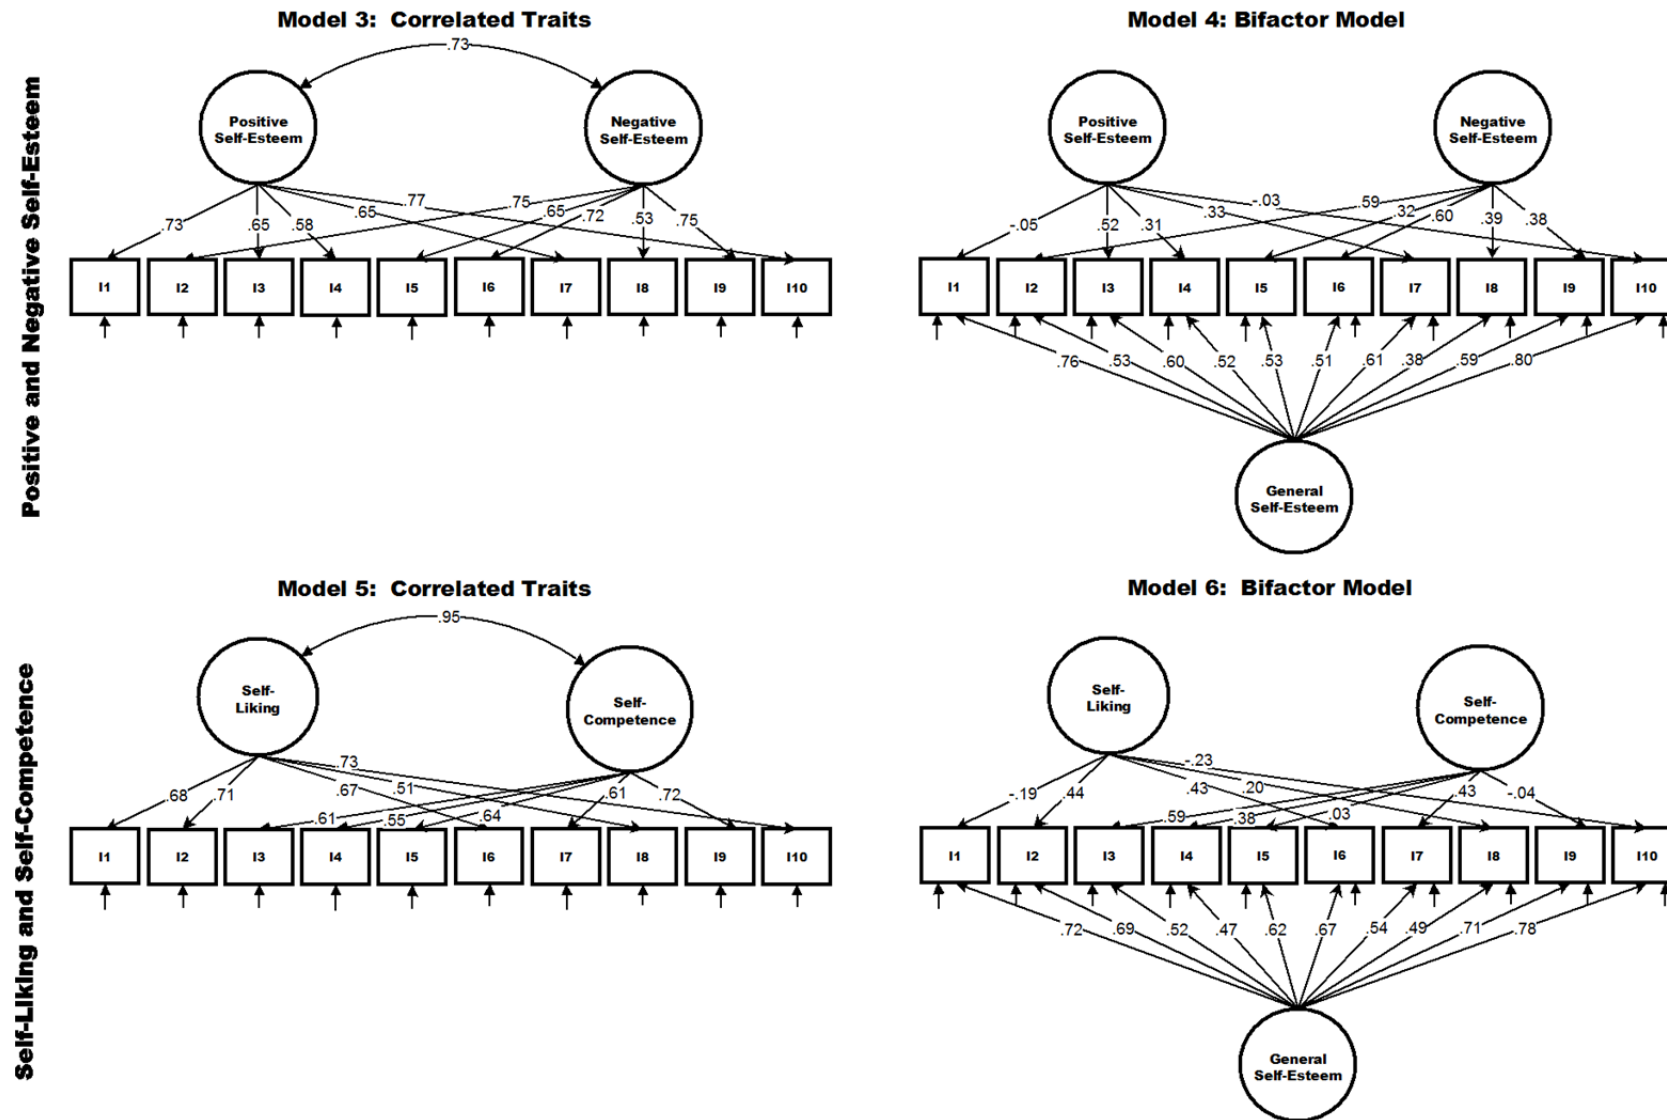 Positive and Negative Self-Esteem
Model 3:  Correlated Traits
.73
Positive
Self-Esteem
Negative
Self-Esteem
.73
.65
.58
.65
.77
.75
.65
.72
.53
.75
I1
I2
I3
I4
I5
I6
I7
I8
I9
I10
Model 4: Bifactor Model
Positive
Self-Esteem
Negative
Self-Esteem
-.05
.52
.31
.33
-.03
.59
.32
.60
.39
.38
I1
I2
I3
I4
I5
I6
I7
I8
I9
I10
.76
.53
.60
.52
.53
.51
.61
.38
.59
.80
General
Self-Esteem
Self-Liking and Self-Competence
Model 5:  Correlated Traits
.95
Self-
Liking
Self-
Competence
.68
.71
.67
.51
.73
.61
.55
.64
.61
.72
I1
I2
I3
I4
I5
I6
I7
I8
I9
I10
Model 6:  Bifactor Model
Self-
Liking
Self-
Competence
-.19
.44
.43
.20
-.23
.59
.38
.03
.43
-.04
I1
I2
I3
I4
I5
I6
I7
I8
I9
I10
.72
.69
.52
.47
.62
.67
.54
.49
.71
.78
General
Self-Esteem